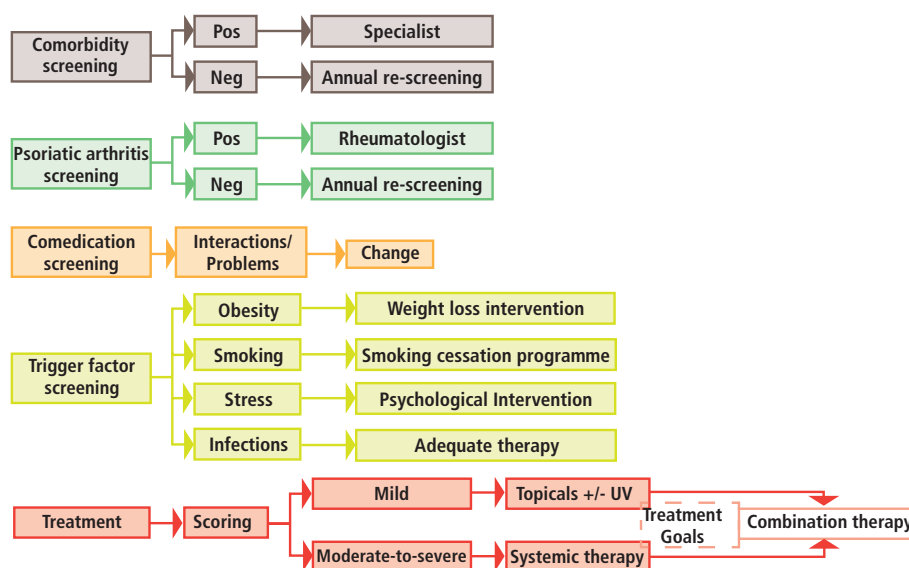 Comorbidity
screening
Pos
Specialist
Neg
Annual re-screening
Psoriatic arthritis
screening
Pos
Rheumatologist
Neg
Annual re-screening
Comedication
screening
Interactions/
Problems
Change
Trigger factor
screening
Obesity
Weight loss intervention
Smoking
Smoking cessation programme
Stress
Psychological Intervention
Infections
Adequate therapy
Treatment
Scoring
Mild
Topicals +/- UV
Moderate-to-severe
Systemic therapy
Treatment
Goals
Combination therapy